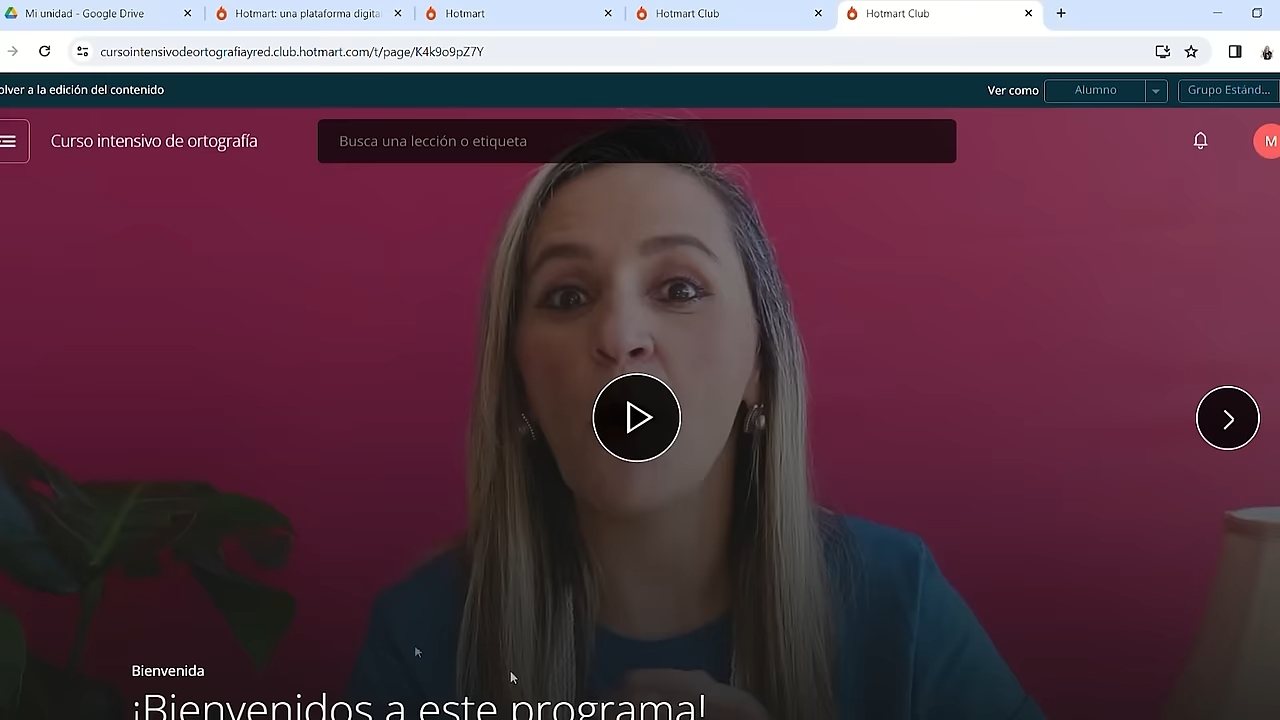 Mi unidad - Google Drive
Hotmart: una plataforma digita
Hotmart
Hotmart Club
Hotmart Club
cursointensivodeortografiayred.club.hotmart.com/t/page/K4k9o9pZ7Y
olver a la edición del contenido
Ver como
Alumno
Grupo Estánd...
Curso intensivo de ortografía
Busca una lección o etiqueta
M
Bienvenida
¡Bienvenidos a este programa!